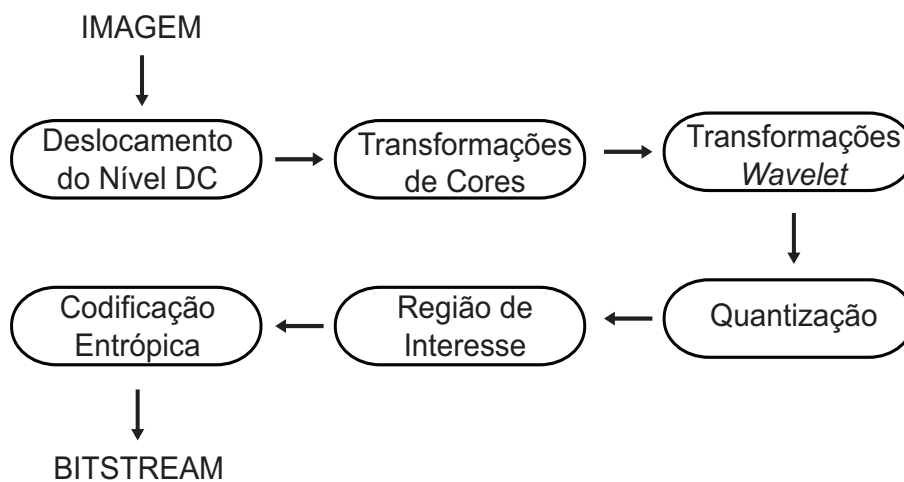 IMAGEM
Deslocamento
do Nível DC
Transformações
de Cores
Transformações
Wavelet
Quantização
Região de
Interesse
Codificação
Entrópica
BITSTREAM